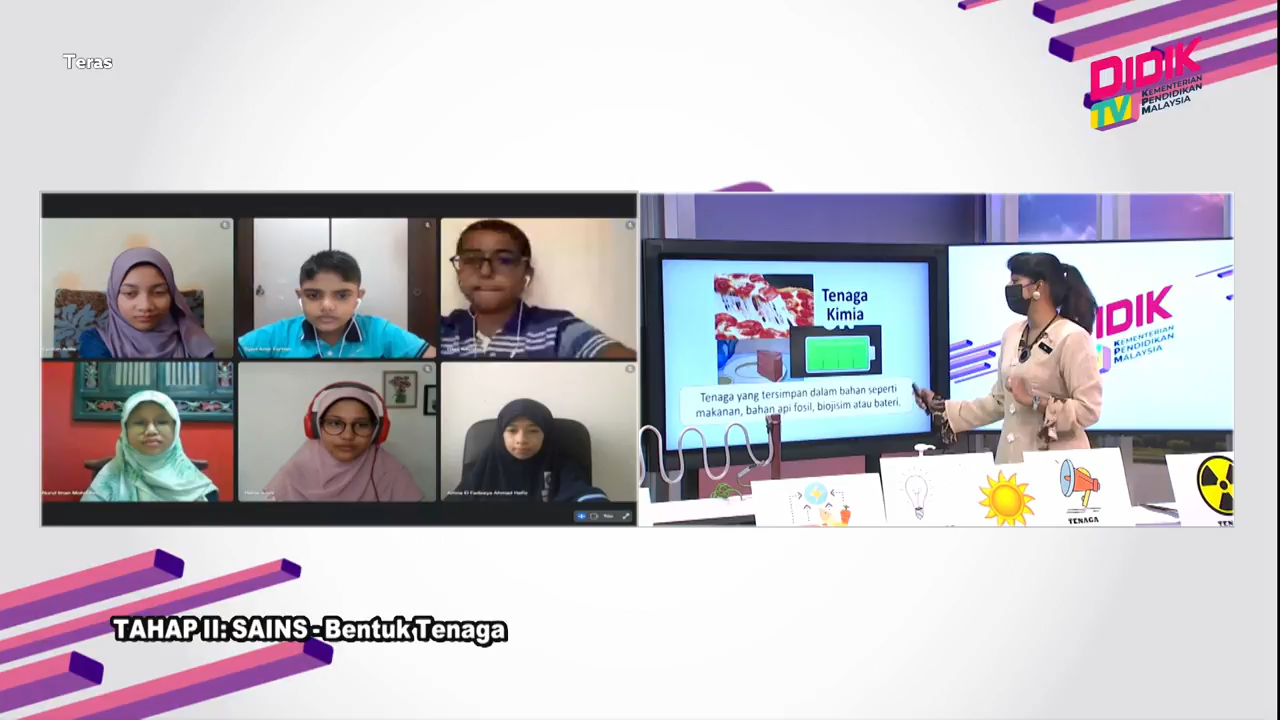 Teras
DIDIK
TV
KEMENTERIAN
PENDIDIKAN
MALAYSIA
Tenaga
Kimia
Tenaga yang tersimpan dalam bahan seperti
makanan, bahan api fosil, biojisim atau bateri.
DIDIK
KEMENTERIAN
PENDIDIKAN
MALAYSIA
TENAGA
TEN
TAHAP II: SAINS - Bentuk Tenaga